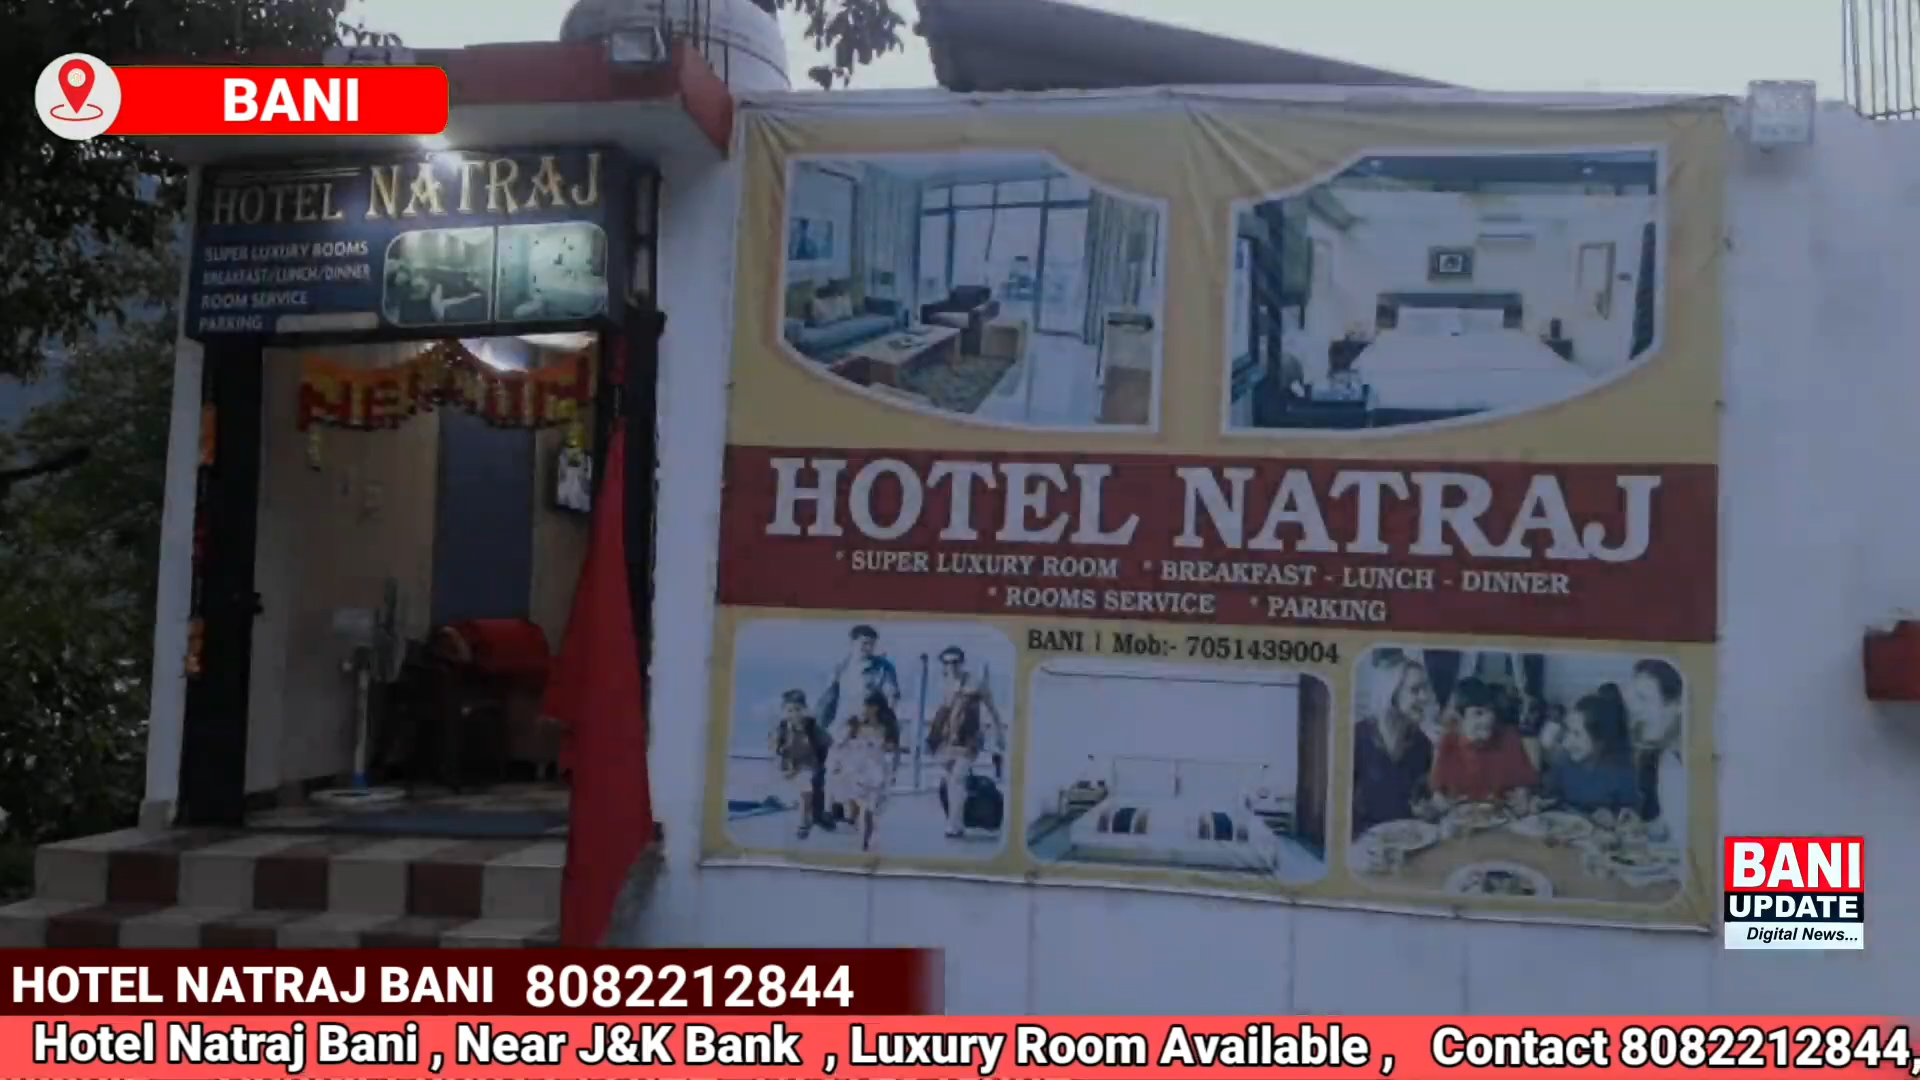 BANI
HOTEL NATRAJ
SUPER LUXURY ROOMS
BREAKFAST/LUNCH/DINNER
ROOM SERVICE
PARKING
HOTEL NATRAJ
* SUPER LUXURY ROOM * BREAKFAST - LUNCH - DINNER
* ROOMS SERVICE * PARKING
BANI | Mob:- 7051439004
BANI
UPDATE
Digital News...
HOTEL NATRAJ BANI 8082212844
Hotel Natraj Bani , Near J&K Bank , Luxury Room Available , Contact 8082212844,